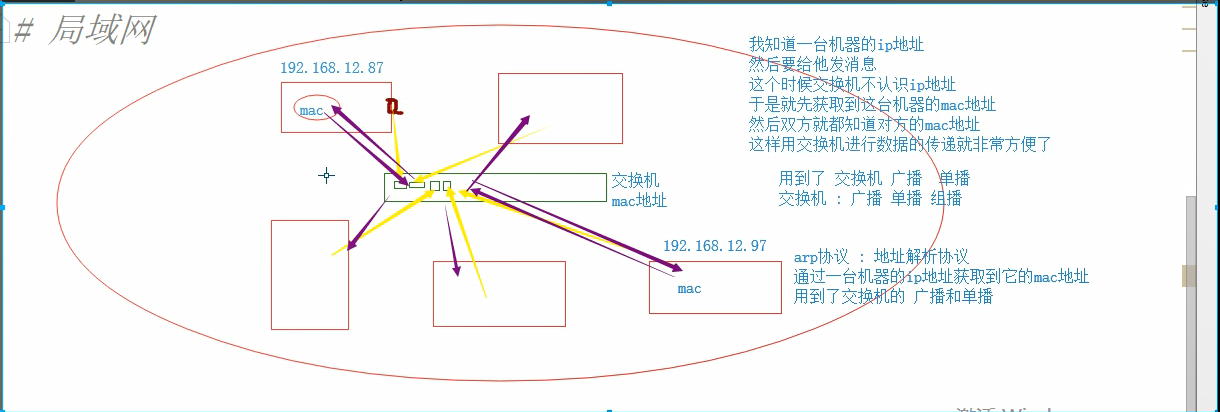 # 局域网
192.168.12.87
mac
交换机
mac地址
192.168.12.97
mac
我知道一台机器的ip地址
然后要给他发消息
这个时候交换机不认识ip地址
于是就先获取到这台机器的mac地址
然后双方就都知道对方的mac地址
这样用交换机进行数据的传递就非常方便了
用到了 交换机 广播 单播
交换机 : 广播 单播 组播
arp协议 : 地址解析协议
通过一台机器的ip地址获取到它的mac地址
用到了交换机的 广播和单播